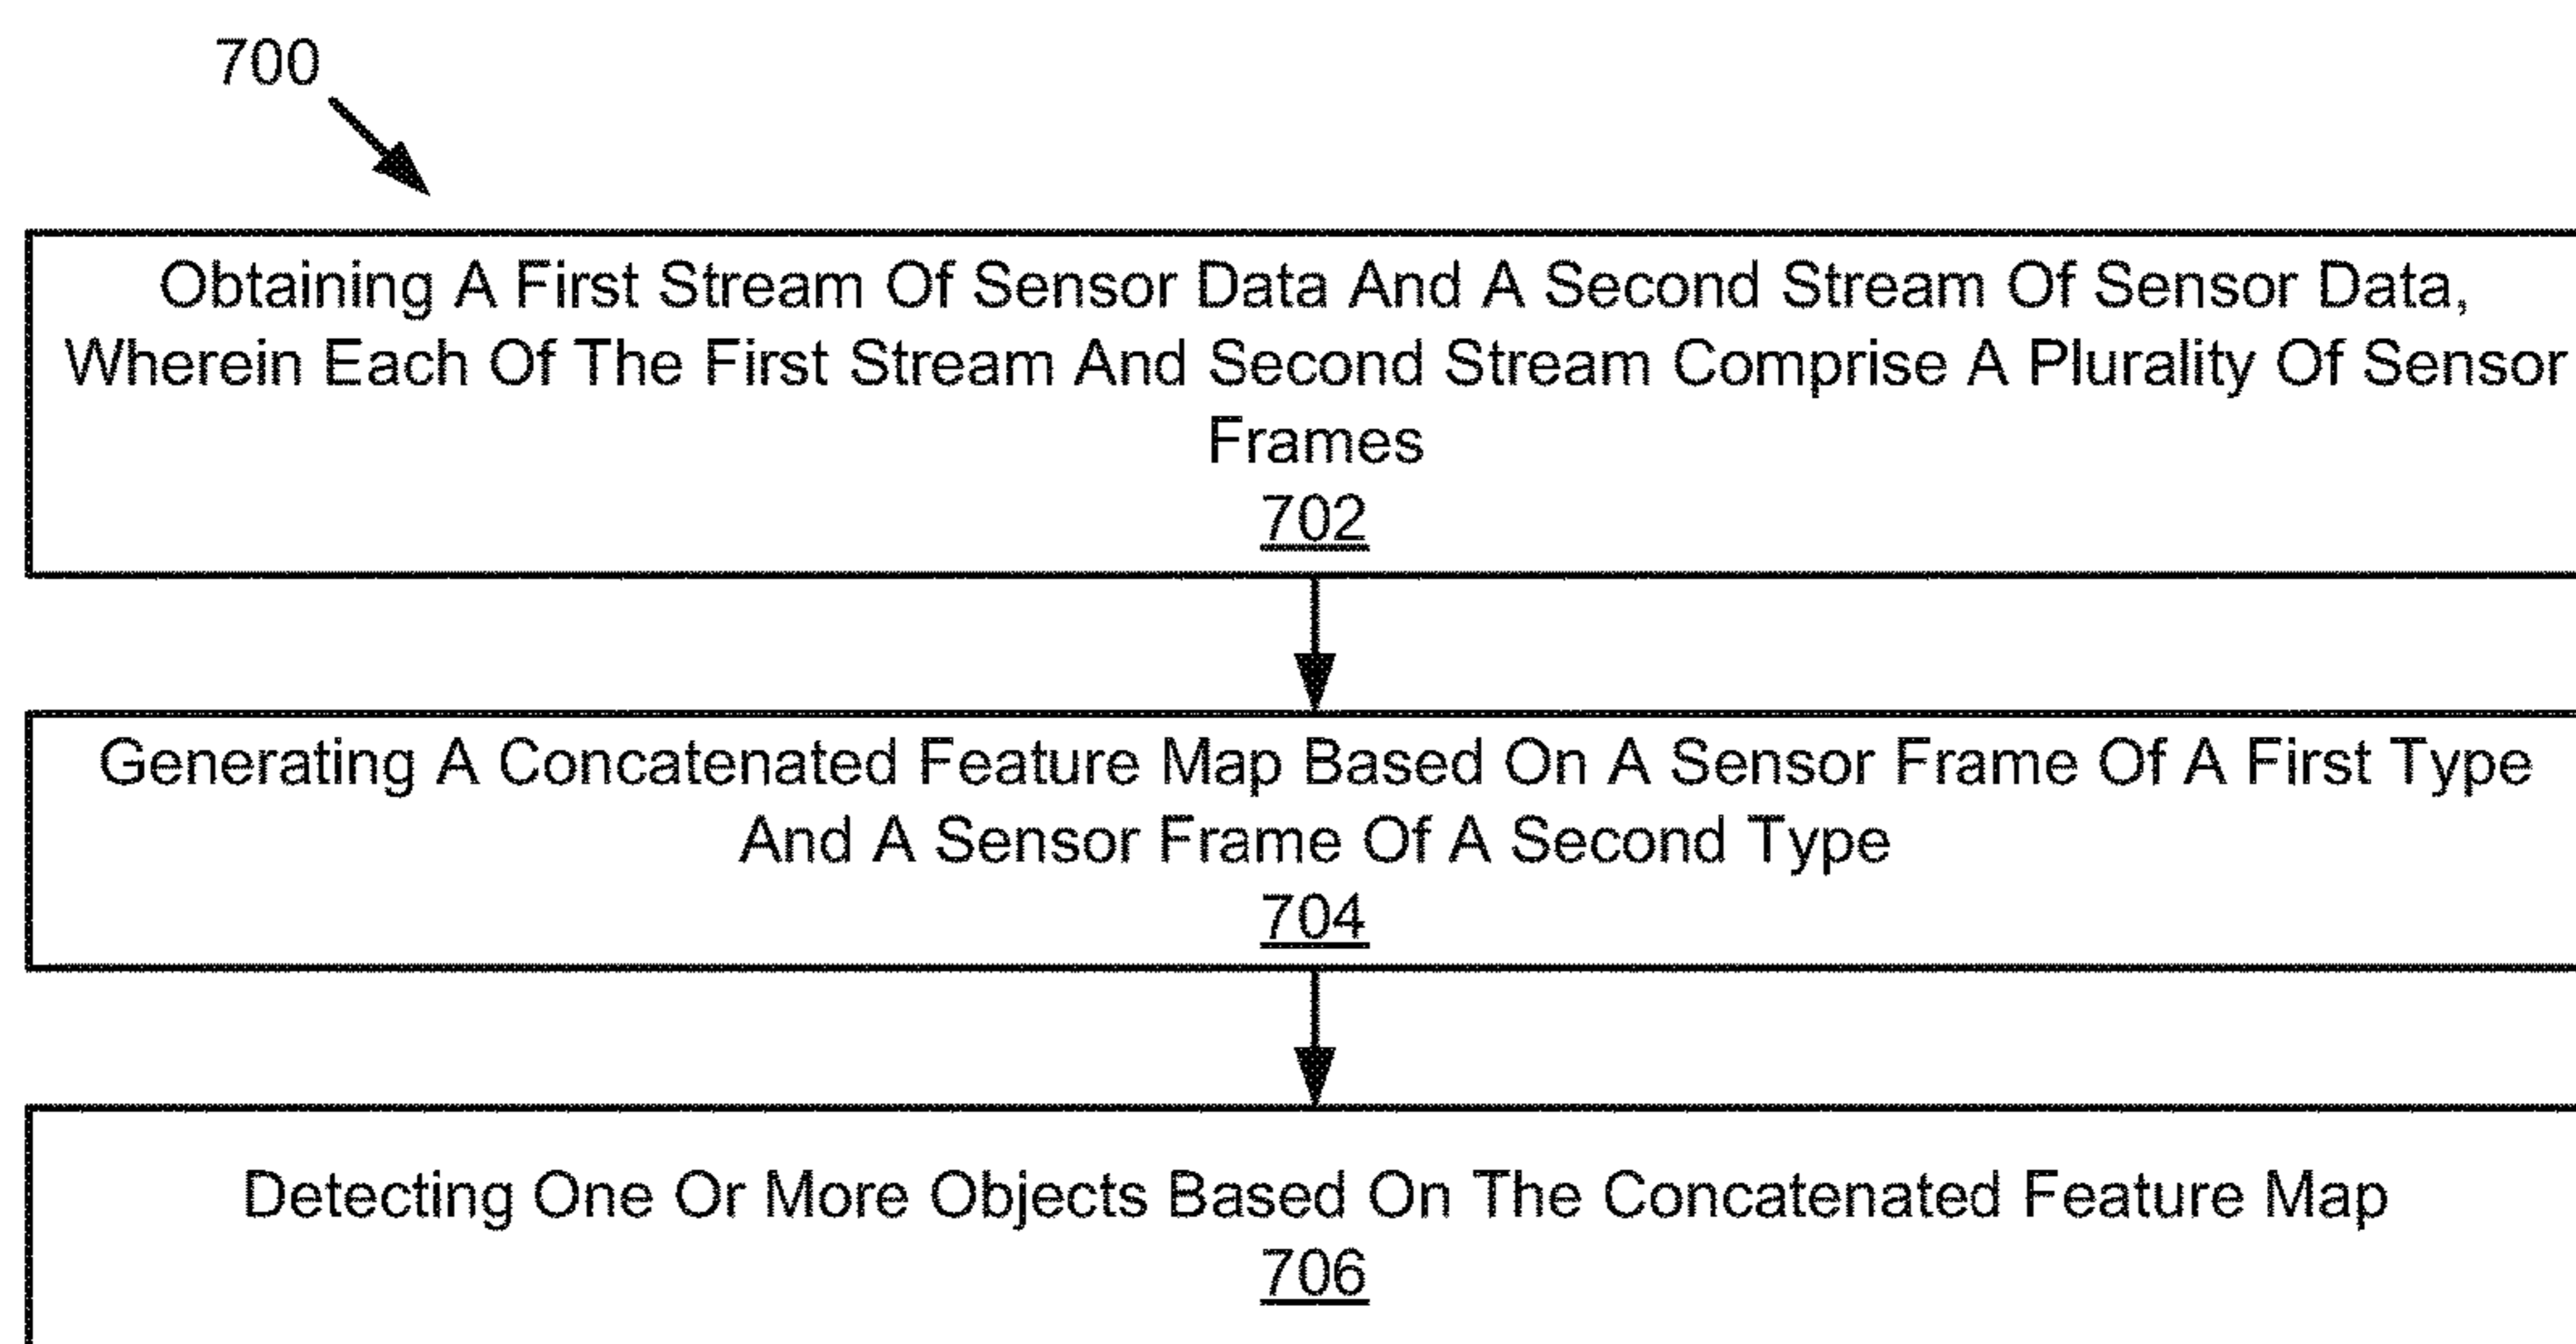 700
Obtaining A First Stream Of Sensor Data And A Second Stream Of Sensor Data,
Wherein Each Of The First Stream And Second Stream Comprise A Plurality Of Sensor
Frames
702
Generating A Concatenated Feature Map Based On A Sensor Frame Of A First Type
And A Sensor Frame Of A Second Type
704
Detecting One Or More Objects Based On The Concatenated Feature Map
706